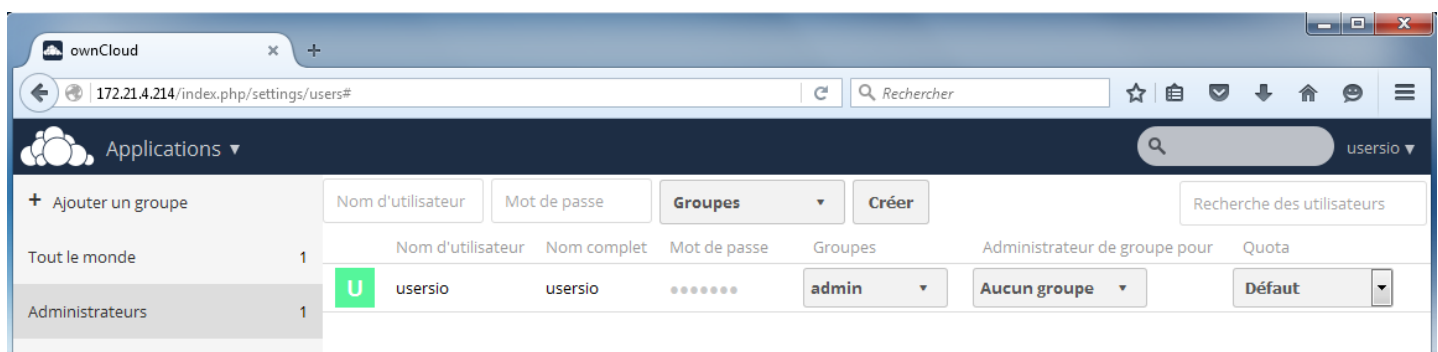 ownCloud
172.21.4.214/index.php/settings/users#
Rechercher
Applications
usersio
+ Ajouter un groupe
Nom d'utilisateur Mot de passe Groupes Créer Recherche des utilisateurs
Nom d'utilisateur Nom complet Mot de passe Groupes Administrateur de groupe pour Quota
Tout le monde 1
U usersio usersio admin Aucun groupe Défaut
Administrateurs 1